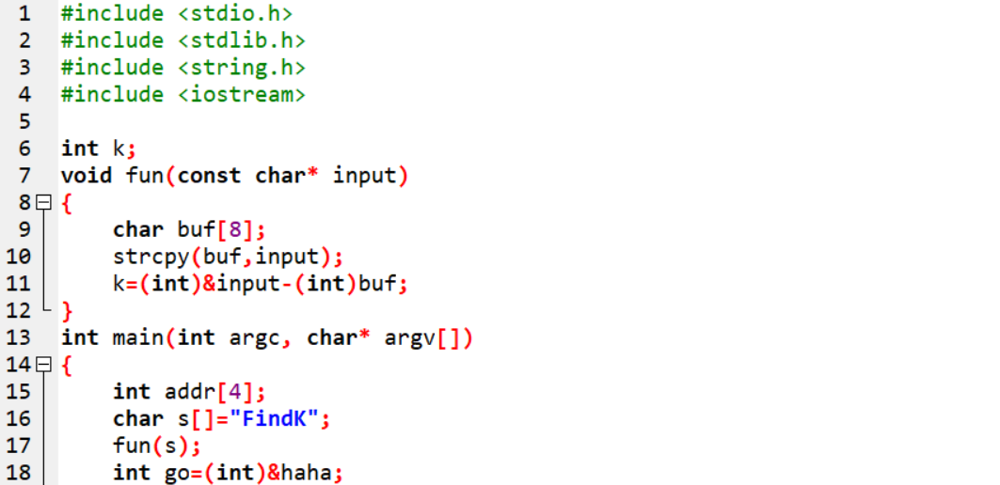 1 #include <stdio.h>
2 #include <stdlib.h>
3 #include <string.h>
4 #include <iostream>
5
6 int k;
7 void fun(const char* input)
8 {
9 char buf[8];
10 strcpy(buf,input);
11 k=(int)&input-(int)buf;
12 }
13 int main(int argc, char* argv[])
14 {
15 int addr[4];
16 char s[]="FindK";
17 fun(s);
18 int go=(int)&haha;